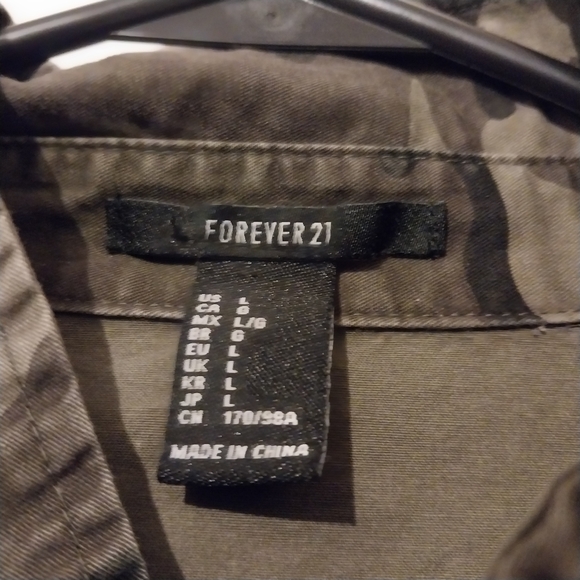 FOREVER 21
US L
CA G
MX L/G
BR G
EU L
UK L
KR L
JP L
CN 170/98A
MADE IN CHINA